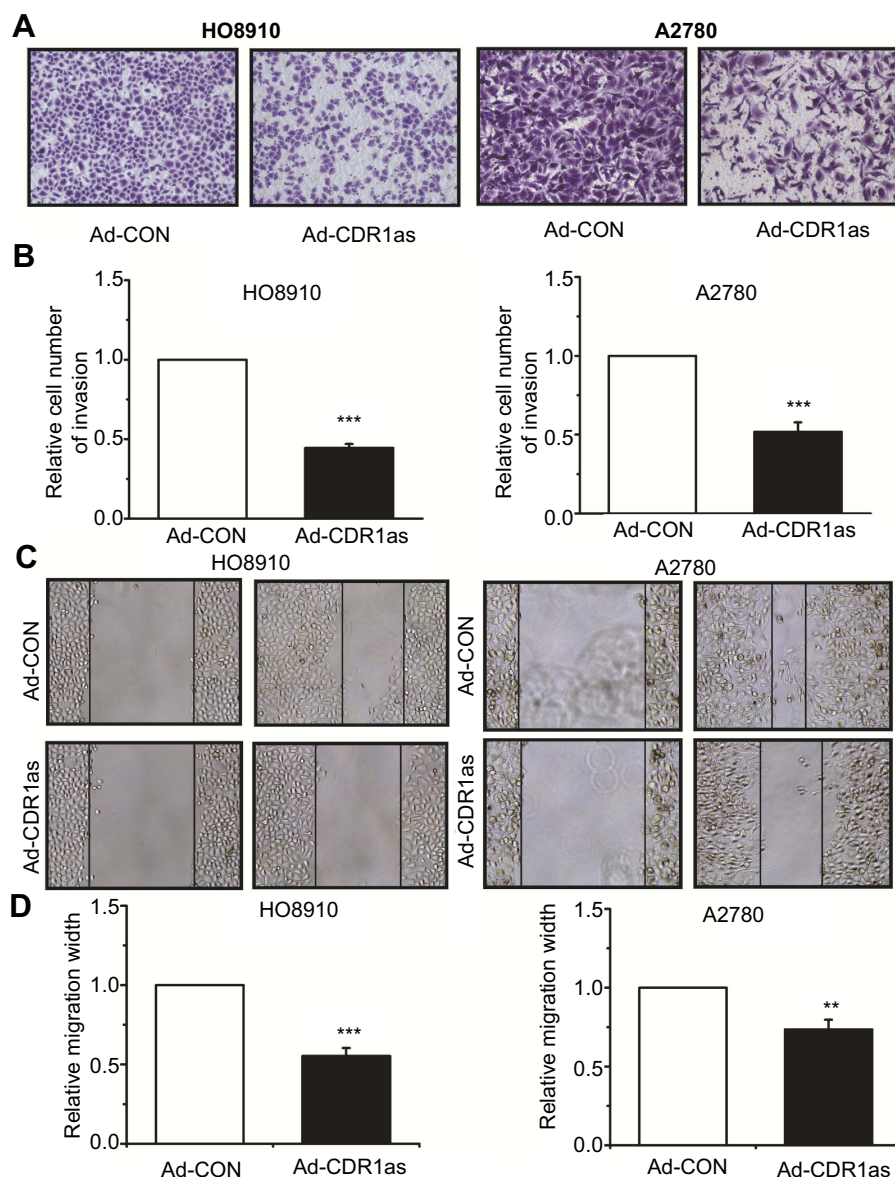 A
HO8910
A2780
Ad-CON
Ad-CDR1as
Ad-CON
Ad-CDR1as
B
Relative cell number
of invasion
1.5
1.0
0.5
0.0
HO8910
***
Ad-CON
Ad-CDR1as
Relative cell number
of invasion
1.5
1.0
0.5
0.0
A2780
***
Ad-CON
Ad-CDR1as
C
HO8910
A2780
Ad-CON
Ad-CDR1as
Ad-CON
Ad-CDR1as
D
Relative migration width
1.5
1.0
0.5
0.0
HO8910
***
Ad-CON
Ad-CDR1as
Relative migration width
1.5
1.0
0.5
0.0
A2780
**
Ad-CON
Ad-CDR1as